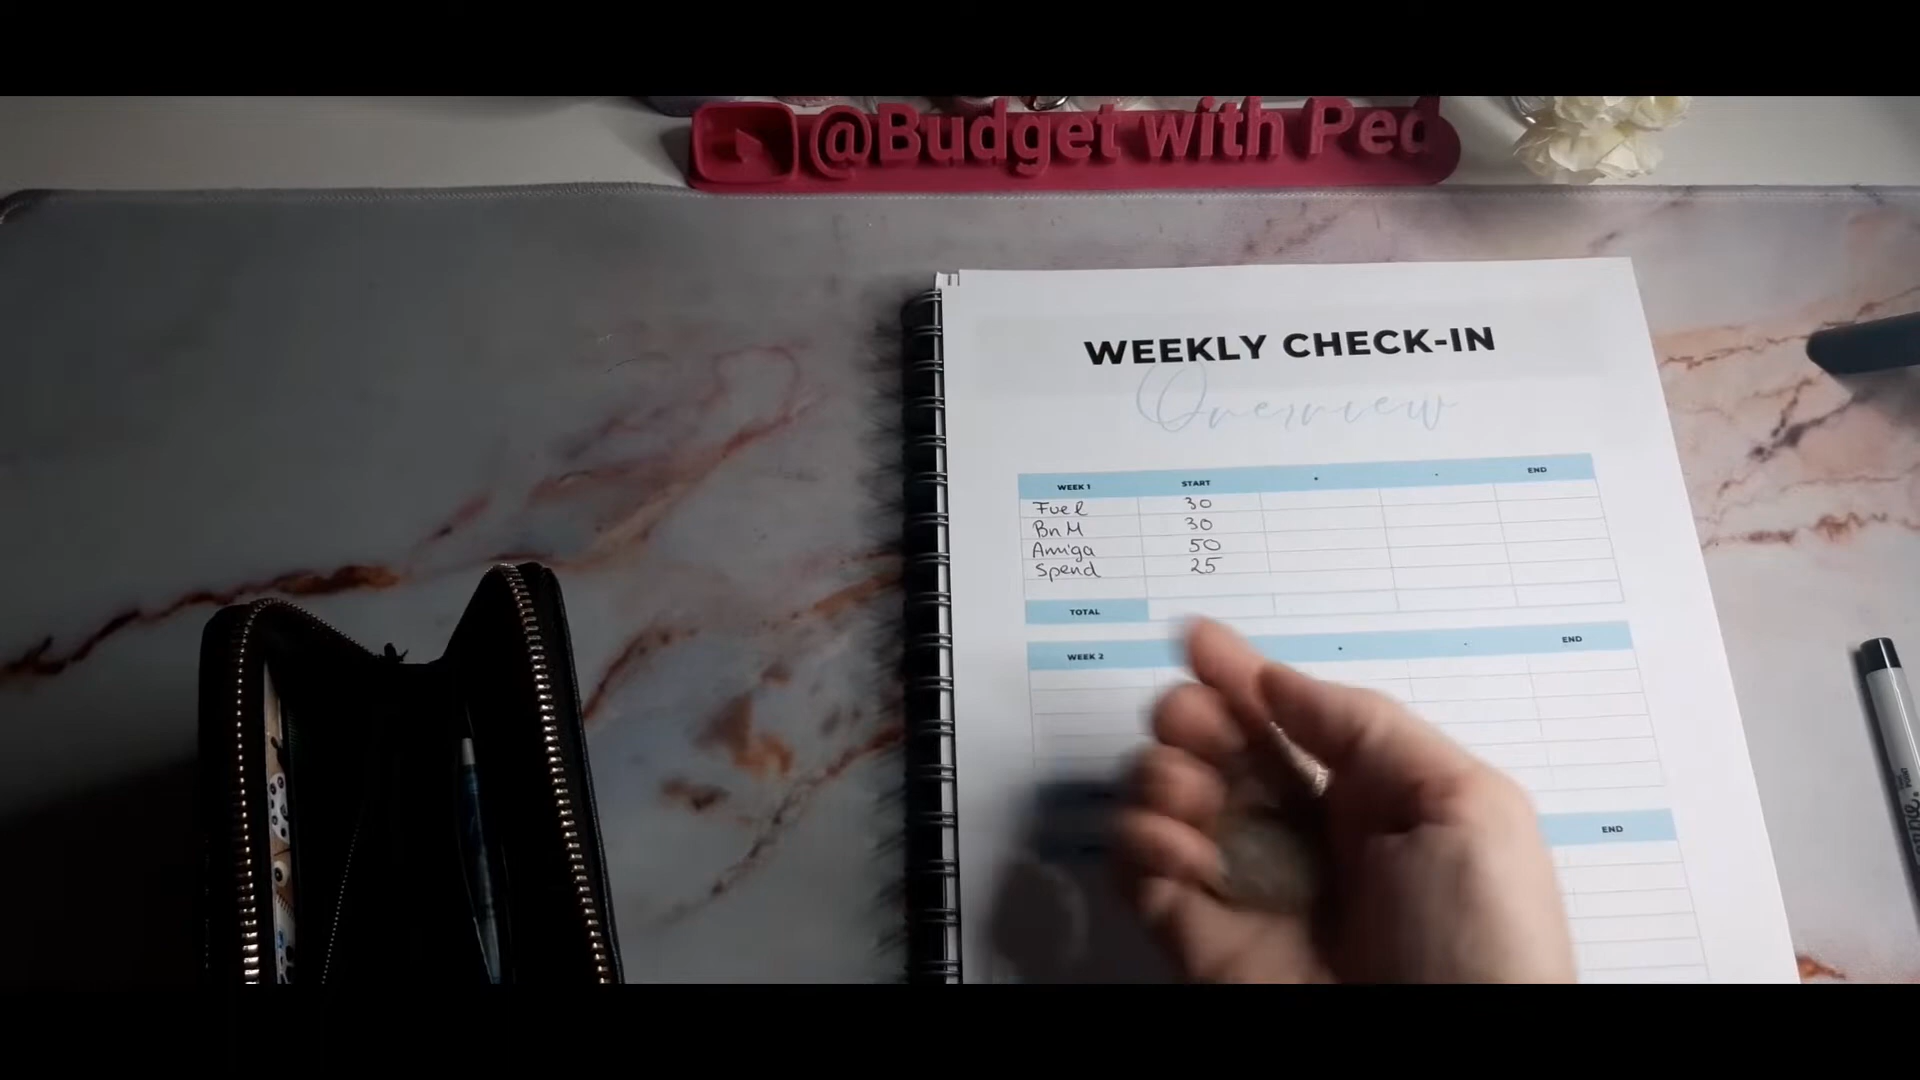 @Budget with Ped
WEEKLY CHECK-IN
Overview
WEEK 1 START END
Fuel 30
BnM 30
Amiga 50
Spend 25
TOTAL
WEEK 2 END
END